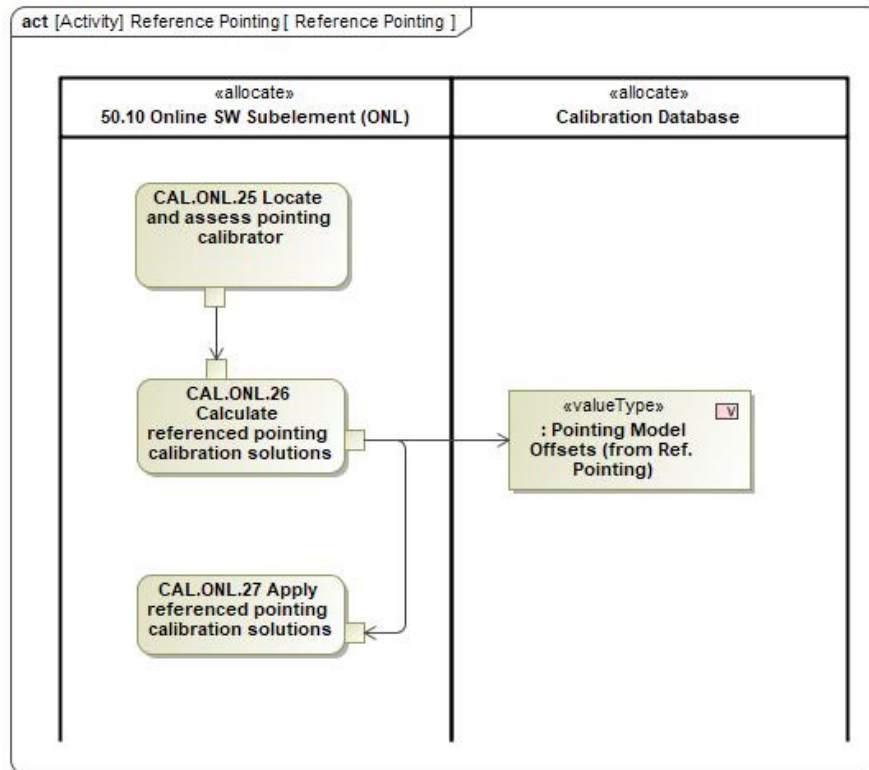 act [Activity] Reference Pointing [ Reference Pointing ]
«allocate»
50.10 Online SW Subelement (ONL)
«allocate»
Calibration Database
CAL.ONL.25 Locate
and assess pointing
calibrator
CAL.ONL.26
Calculate
referenced pointing
calibration solutions
«valueType»
V
: Pointing Model
Offsets (from Ref.
Pointing)
CAL.ONL.27 Apply
referenced pointing
calibration solutions